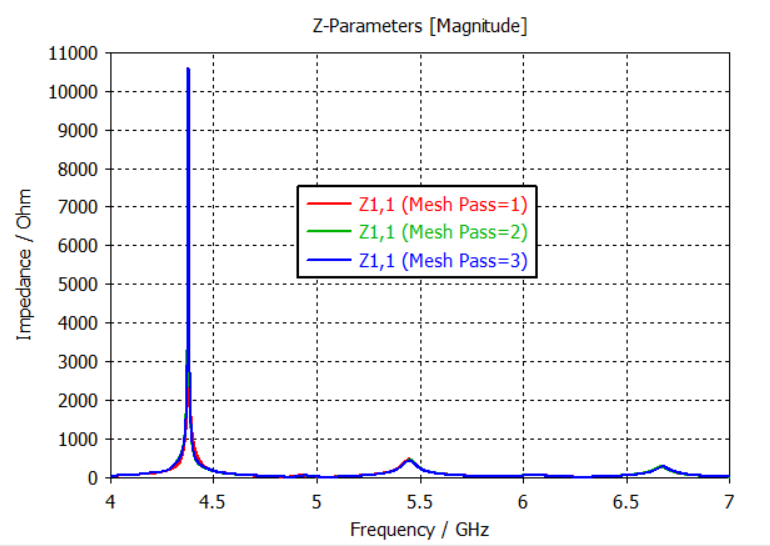 Z-Parameters [Magnitude]
11000
10000
9000
8000
7000
6000
5000
4000
3000
2000
1000
0
Impedance / Ohm
Z1,1 (Mesh Pass=1)
Z1,1 (Mesh Pass=2)
Z1,1 (Mesh Pass=3)
4 4.5 5 5.5 6 6.5 7
Frequency / GHz